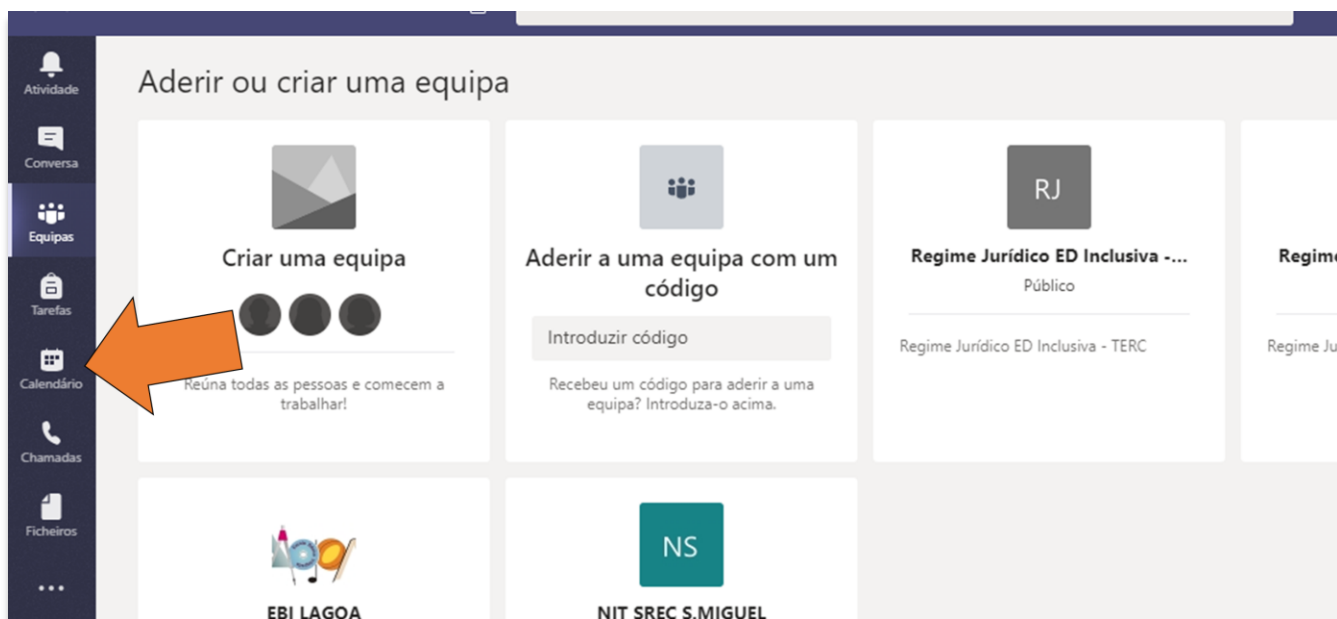 Atividade
Conversa
Equipas
Tarefas
Calendário
Chamadas
Ficheiros
Aderir ou criar uma equipa
Criar uma equipa
Reúna todas as pessoas e comecem a
trabalhar!
Aderir a uma equipa com um
código
Introduzir código
Recebeu um código para aderir a uma
equipa? Introduza-o acima.
RJ
Regime Jurídico ED Inclusiva -...
Público
Regime Jurídico ED Inclusiva - TERC
Regime
Regime Ju
EBI LAGOA
NS
NIT SREC S.MIGUEL